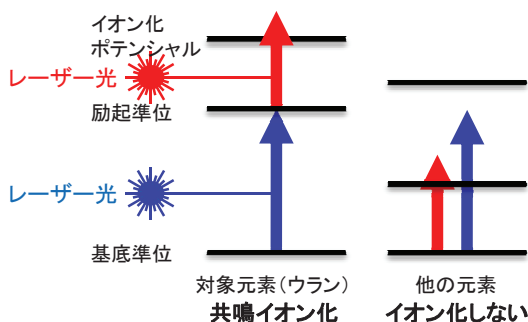 イオン化
ポテンシャル
レーザー光
励起準位
レーザー光
基底準位
対象元素(ウラン)
共鳴イオン化
他の元素
イオン化しない